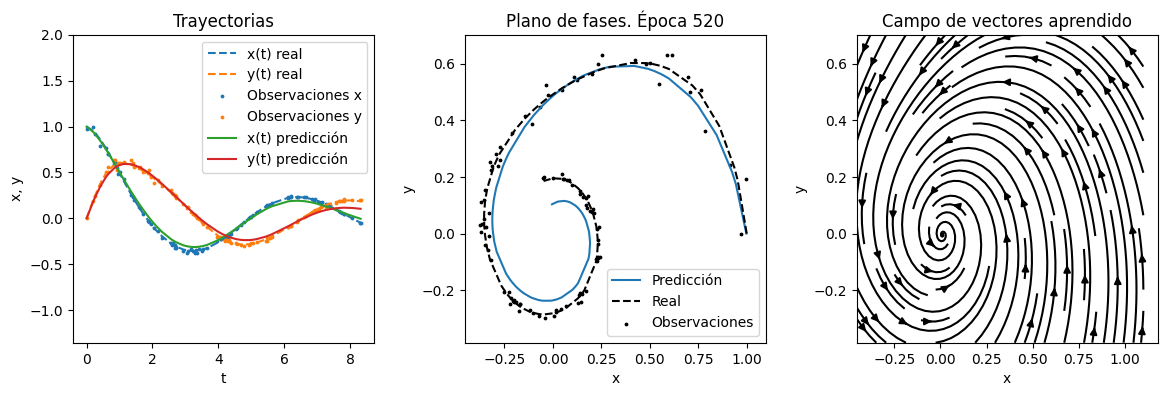 Trayectorias
2.0
1.5
1.0
0.5
0.0
−0.5
−1.0
x, y
0
2
4
6
8
t
x(t) real
y(t) real
Observaciones x
Observaciones y
x(t) predicción
y(t) predicción
Plano de fases. Época 520
0.6
0.4
0.2
0.0
−0.2
y
−0.25
0.00
0.25
0.50
0.75
1.00
x
Predicción
Real
Observaciones
Campo de vectores aprendido
0.6
0.4
0.2
0.0
−0.2
y
−0.25
0.00
0.25
0.50
0.75
1.00
x